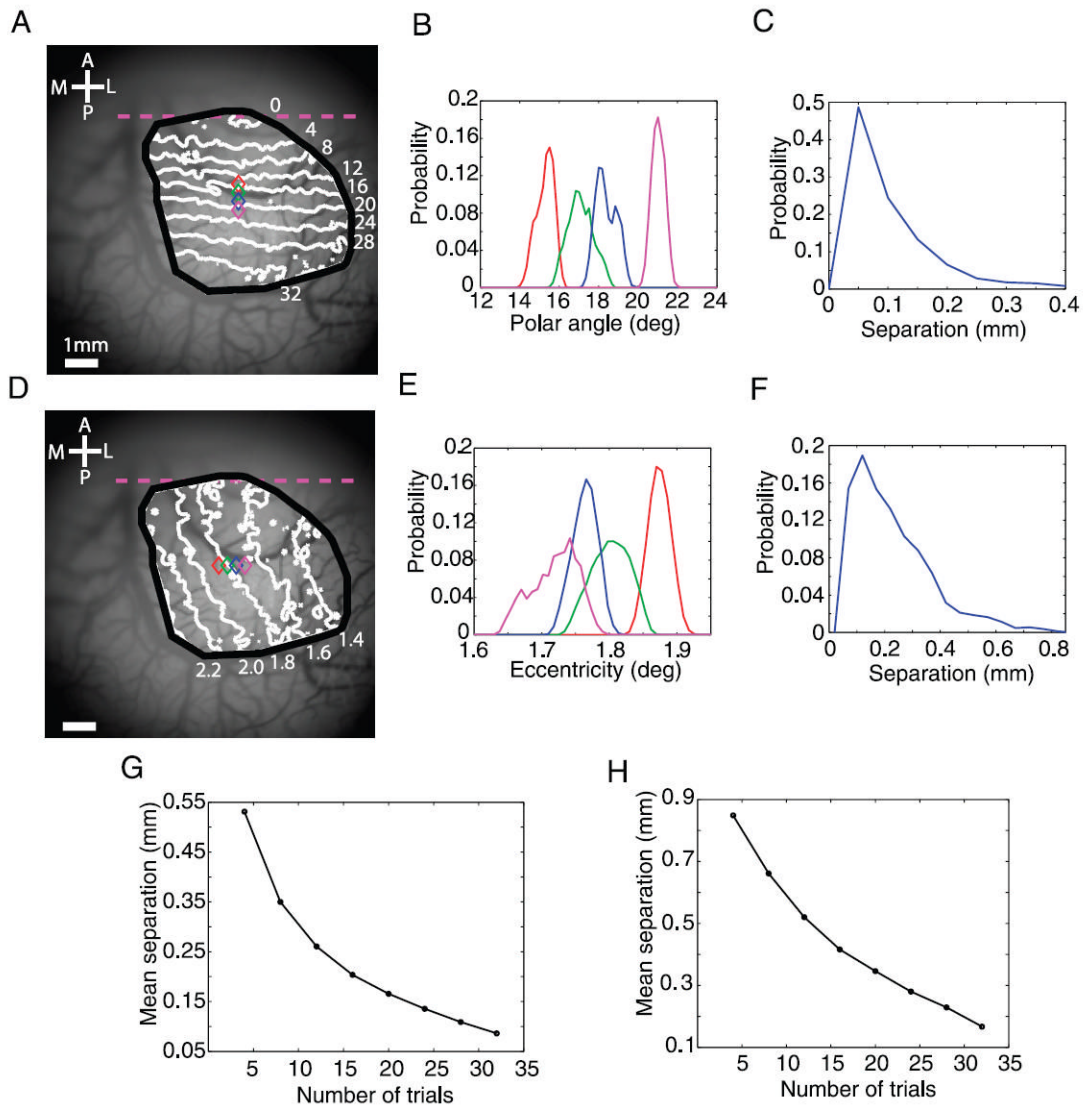 A
A
M L
P
0
4
8
12
16
20
24
28
32
1mm
B
Probability
0.2
0.16
0.12
0.08
0.04
0
12 14 16 18 20 22 24
Polar angle (deg)
C
Probability
0.5
0.4
0.3
0.2
0.1
0
0 0.1 0.2 0.3 0.4
Separation (mm)
D
A
M L
P
2.2 2.0 1.8 1.6 1.4
E
Probability
0.2
0.16
0.12
0.08
0.04
0
1.6 1.7 1.8 1.9
Eccentricity (deg)
F
Probability
0.2
0.16
0.12
0.08
0.04
0
0 0.2 0.4 0.6 0.8
Separation (mm)
G
Mean separation (mm)
0.55
0.45
0.35
0.25
0.15
0.05
5 10 15 20 25 30 35
Number of trials
H
Mean separation (mm)
0.9
0.7
0.5
0.3
0.1
5 10 15 20 25 30 35
Number of trials